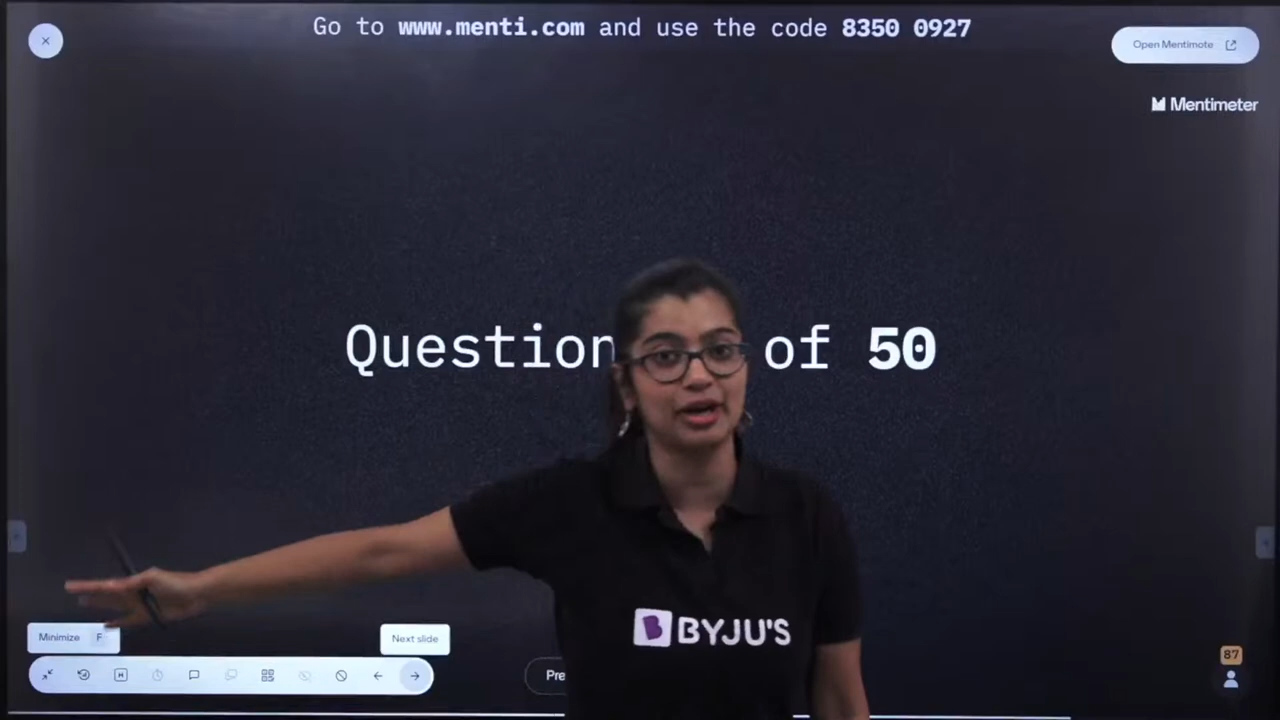 Go to www.menti.com and use the code 8350 0927
Open Mentimote
Mentimeter
Question of 50
BYJU'S
Minimize F
Next slide
87